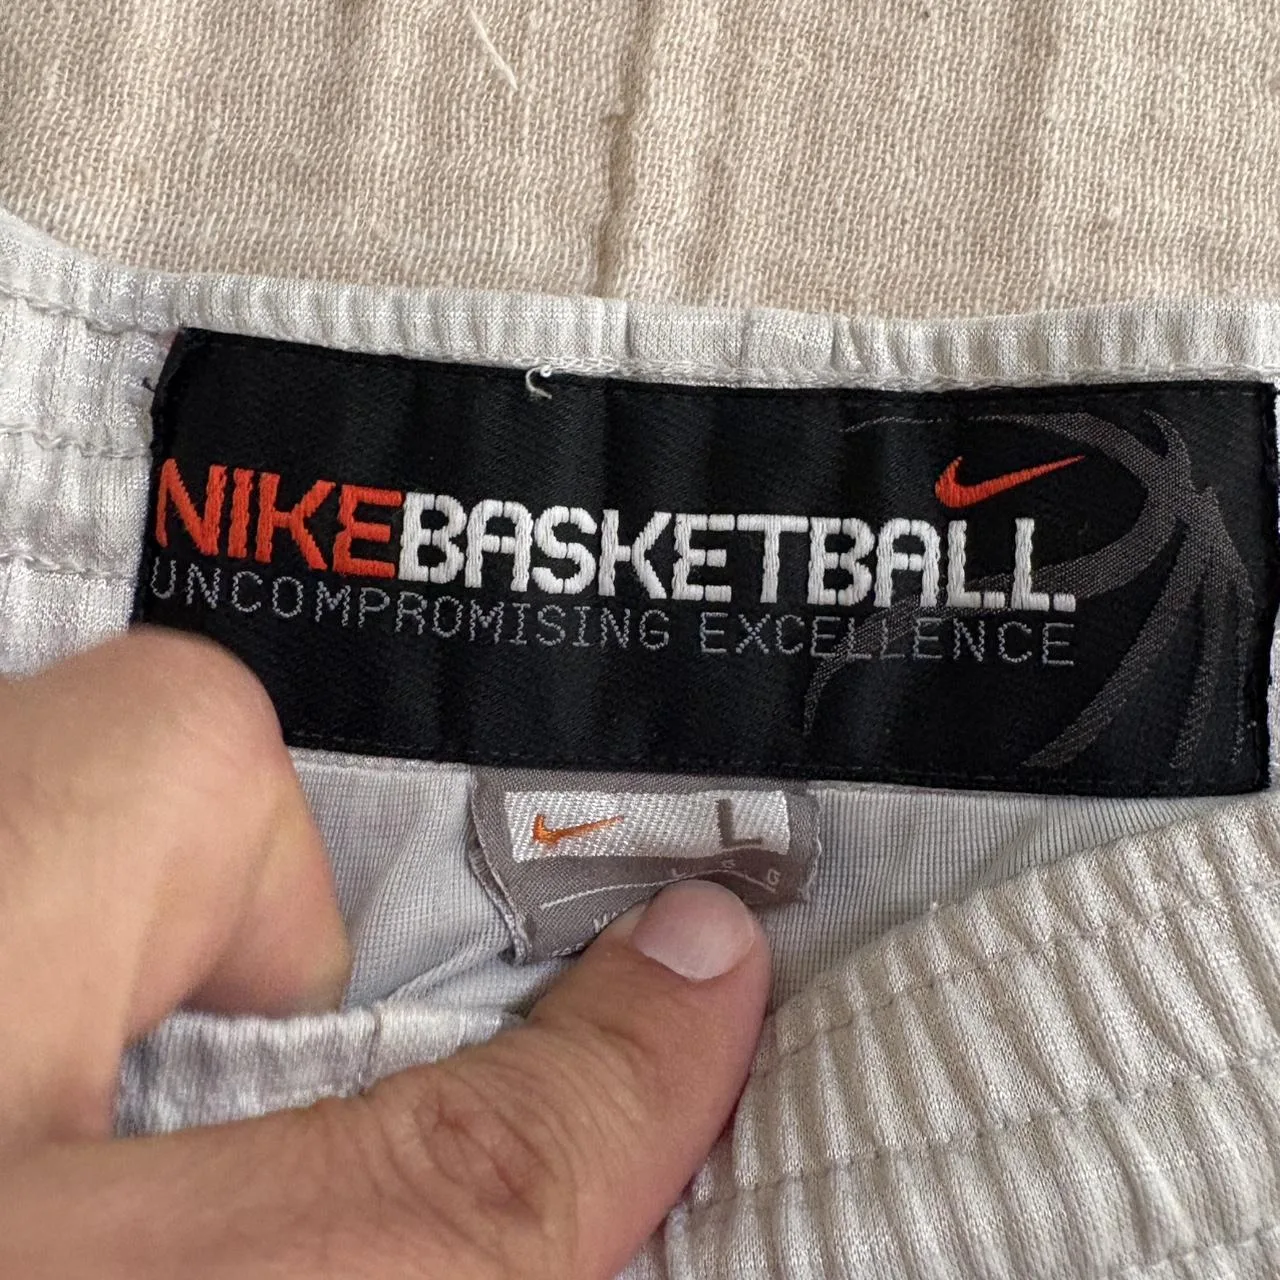 NIKEBASKETBALL
UNCOMPROMISING EXCELLENCE
L